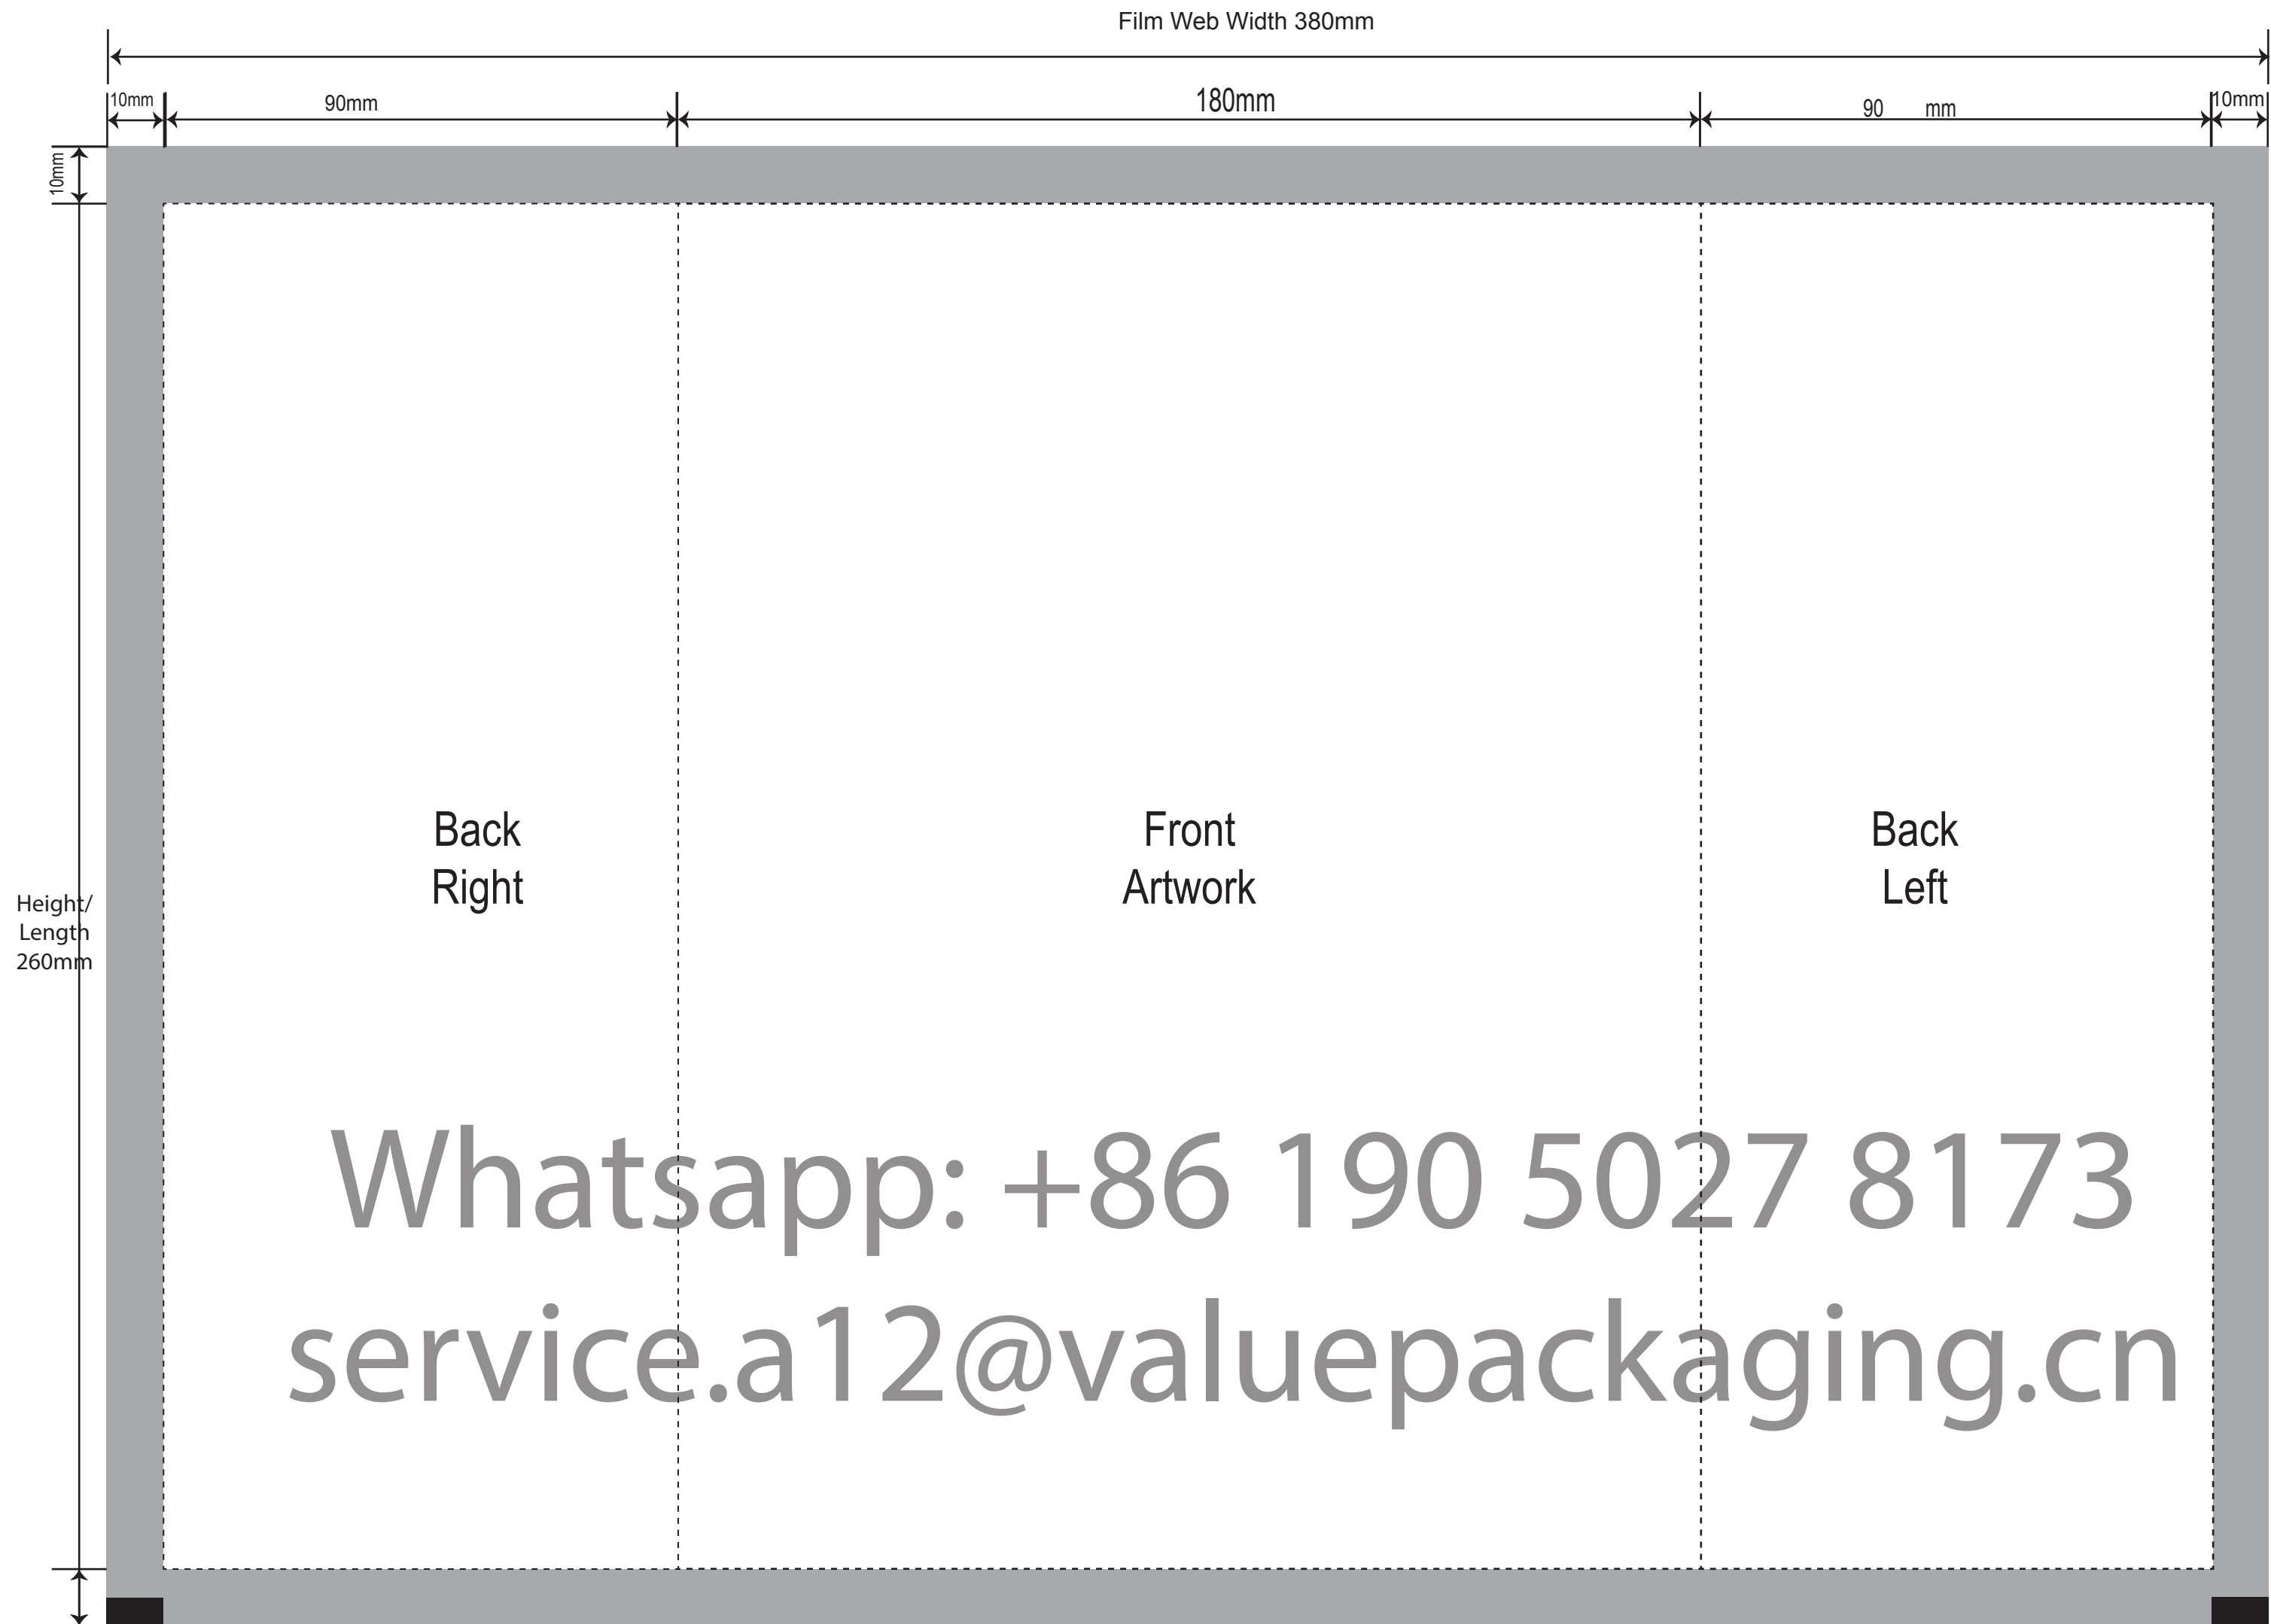 Film Web Width 380mm
10mm 90mm 180mm 90 mm 10mm
10mm
Back
Right
Front
Artwork
Back
Left
Height/
Length
260mm
Whatsapp: +86 190 5027 8173
service.a12@valuepackaging.cn